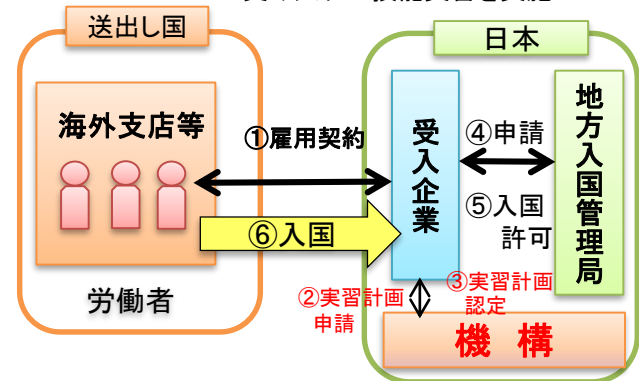 送出し国
日本
海外支店等
①雇用契約
受入企業
④申請
地方入国管理局
⑤入国
許可
⑥入国
労働者
②実習計画
申請
③実習計画
認定
機 構